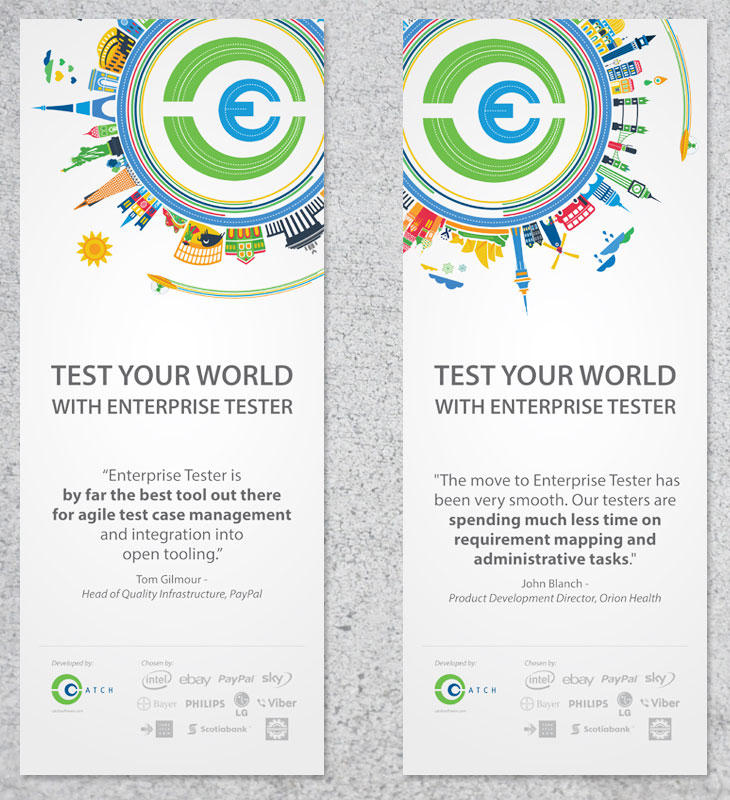 TEST YOUR WORLD
WITH ENTERPRISE TESTER
“Enterprise Tester is
by far the best tool out there
for agile test case management
and integration into
open tooling.”
Tom Gilmour -
Head of Quality Infrastructure, PayPal
Developed by:
Chosen by:
CATCH
intel
ebay
PayPal
sky
Bayer
PHILIPS
LG
Viber
Scotiabank
TEST YOUR WORLD
WITH ENTERPRISE TESTER
"The move to Enterprise Tester has
been very smooth. Our testers are
spending much less time on
requirement mapping and
administrative tasks."
John Blanch -
Product Development Director, Orion Health
Developed by:
Chosen by:
CATCH
intel
ebay
PayPal
sky
Bayer
PHILIPS
LG
Viber
Scotiabank